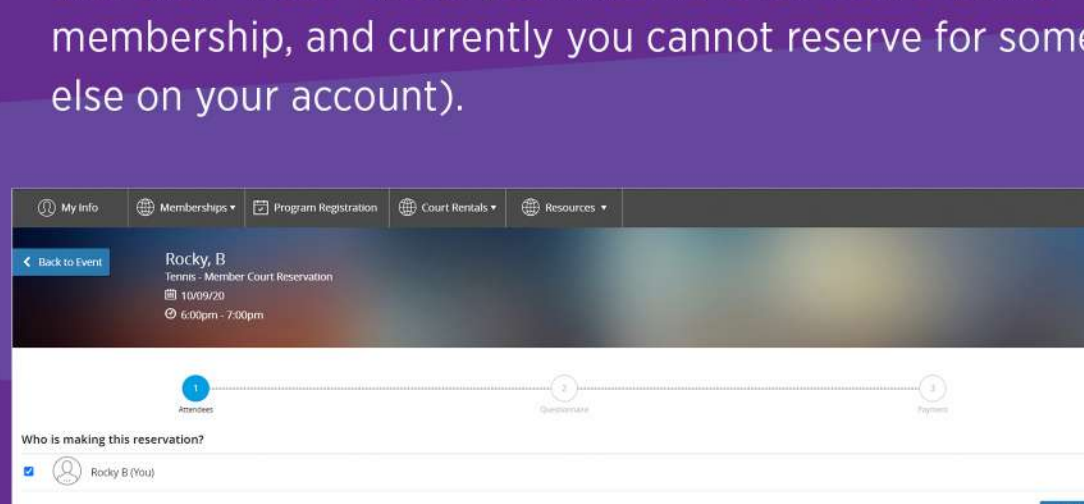 membership, and currently you cannot reserve for some
else on your account).
My Info Memberships Program Registration Court Rentals Resources
Back to Event
Rocky, B
Tennis - Member Court Reservation
10/09/20
6:00pm - 7:00pm
1 2 3
Attendees Questionnaire Payment
Who is making this reservation?
Rocky B (You)